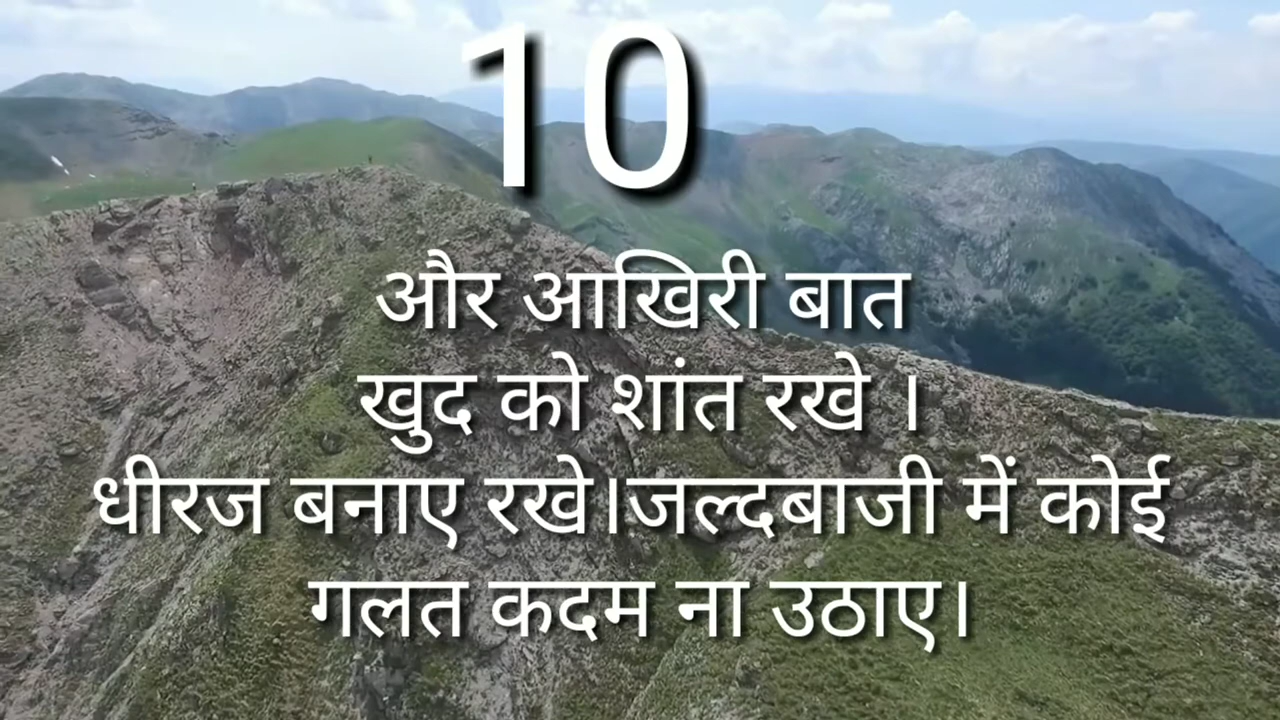 10
और आखिरी बात
खुद को शांत रखे ।
धीरज बनाए रखे।जल्दबाजी में कोई
गलत कदम ना उठाए।